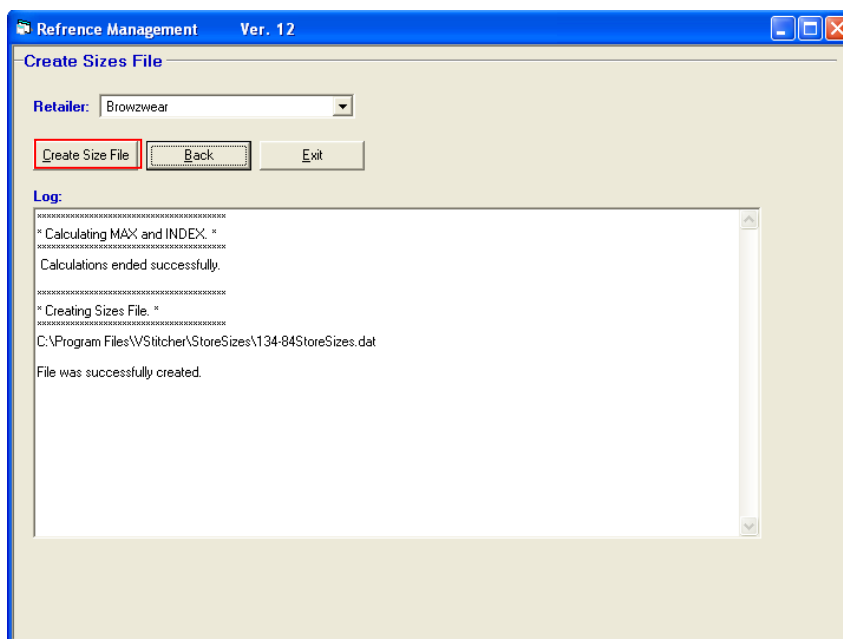 Refrence Management Ver. 12
Create Sizes File
Retailer: Browzwear
Create Size File Back Exit
Log:
****************************************
* Calculating MAX and INDEX. *
****************************************
Calculations ended successfully.
****************************************
* Creating Sizes File. *
****************************************
C:\Program Files\VStitcher\StoreSizes\134-84StoreSizes.dat
File was successfully created.